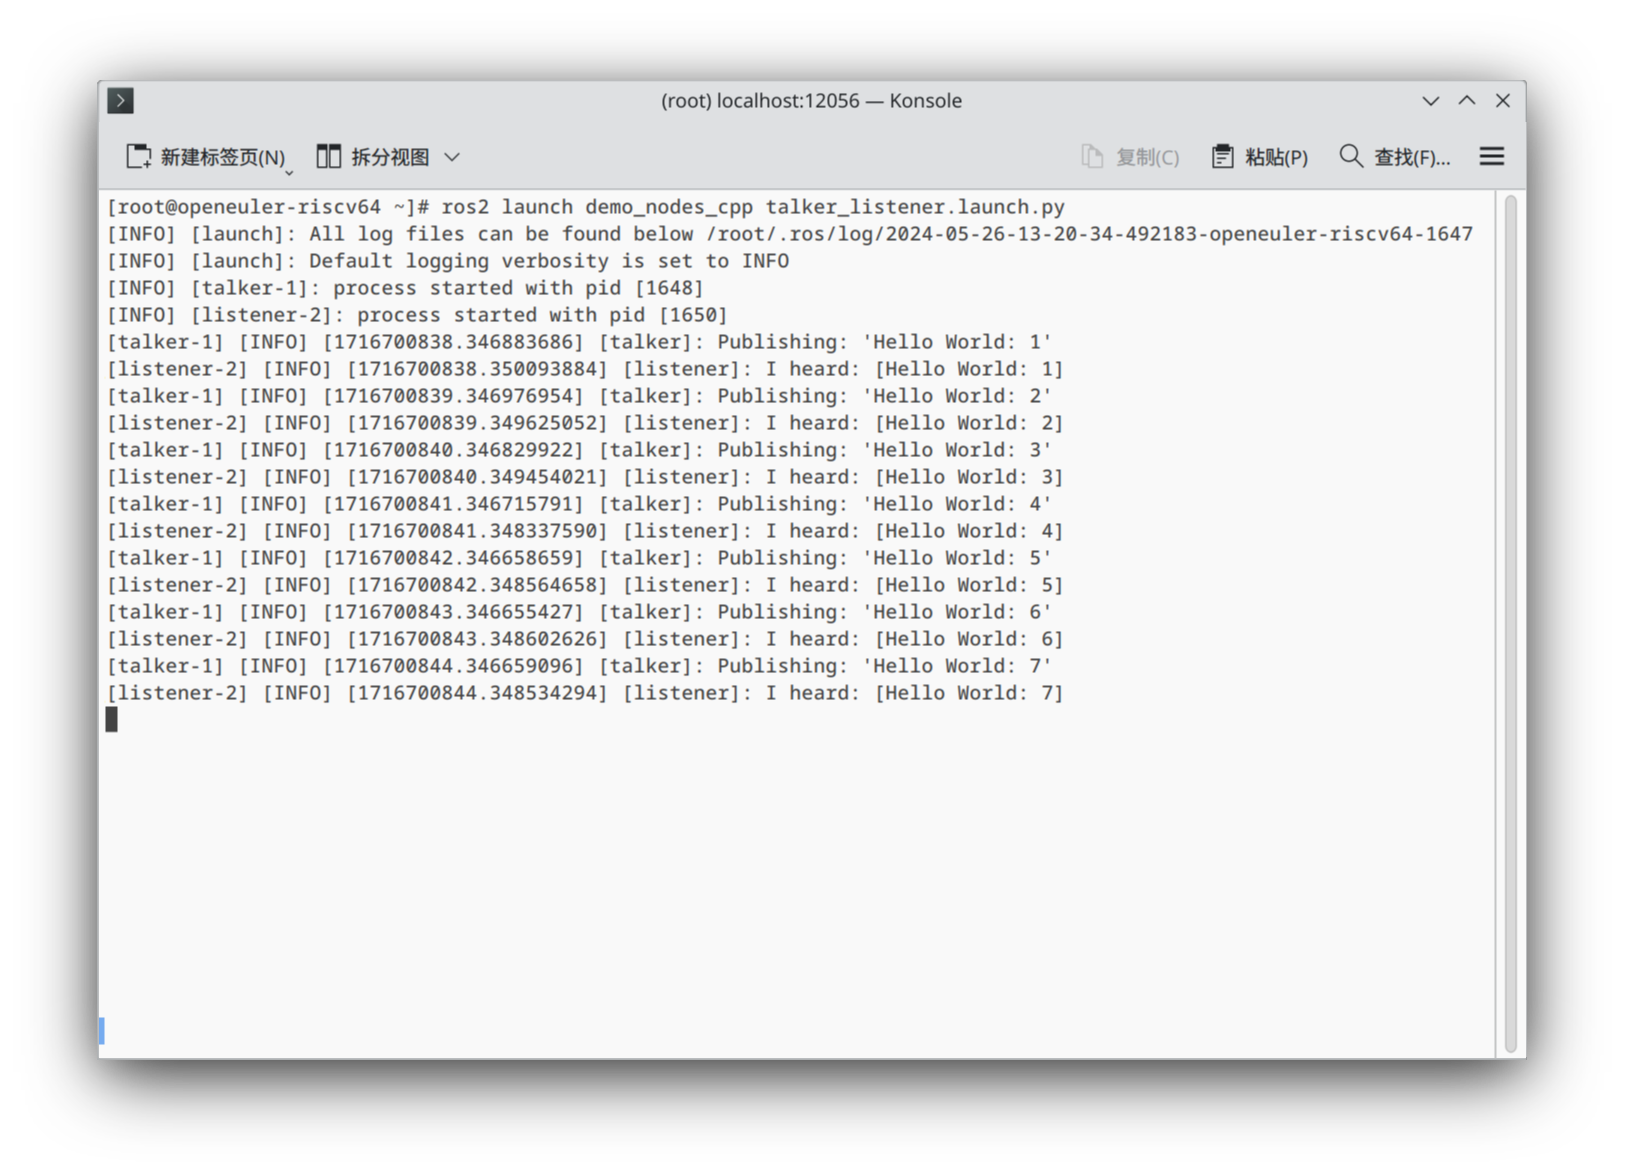 (root) localhost:12056 — Konsole
新建标签页(N) 拆分视图 复制(C) 粘贴(P) 查找(F)...
[root@openeuler-riscv64 ~]# ros2 launch demo_nodes_cpp talker_listener.launch.py
[INFO] [launch]: All log files can be found below /root/.ros/log/2024-05-26-13-20-34-492183-openeuler-riscv64-1647
[INFO] [launch]: Default logging verbosity is set to INFO
[INFO] [talker-1]: process started with pid [1648]
[INFO] [listener-2]: process started with pid [1650]
[talker-1] [INFO] [1716700838.346883686] [talker]: Publishing: 'Hello World: 1'
[listener-2] [INFO] [1716700838.350093884] [listener]: I heard: [Hello World: 1]
[talker-1] [INFO] [1716700839.346976954] [talker]: Publishing: 'Hello World: 2'
[listener-2] [INFO] [1716700839.349625052] [listener]: I heard: [Hello World: 2]
[talker-1] [INFO] [1716700840.346829922] [talker]: Publishing: 'Hello World: 3'
[listener-2] [INFO] [1716700840.349454021] [listener]: I heard: [Hello World: 3]
[talker-1] [INFO] [1716700841.346715791] [talker]: Publishing: 'Hello World: 4'
[listener-2] [INFO] [1716700841.348337590] [listener]: I heard: [Hello World: 4]
[talker-1] [INFO] [1716700842.346658659] [talker]: Publishing: 'Hello World: 5'
[listener-2] [INFO] [1716700842.348564658] [listener]: I heard: [Hello World: 5]
[talker-1] [INFO] [1716700843.346655427] [talker]: Publishing: 'Hello World: 6'
[listener-2] [INFO] [1716700843.348602626] [listener]: I heard: [Hello World: 6]
[talker-1] [INFO] [1716700844.346659096] [talker]: Publishing: 'Hello World: 7'
[listener-2] [INFO] [1716700844.348534294] [listener]: I heard: [Hello World: 7]